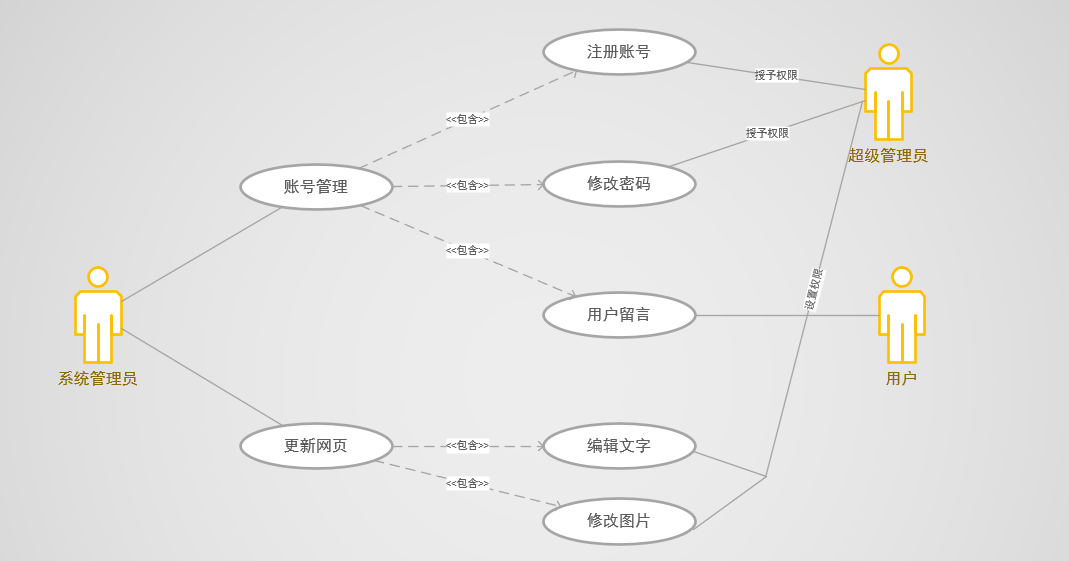 注册账号
授予权限
<<包含>>
授予权限
超级管理员
账号管理
<<包含>>
修改密码
<<包含>>
设置权限
用户留言
系统管理员
用户
更新网页
<<包含>>
编辑文字
<<包含>>
修改图片